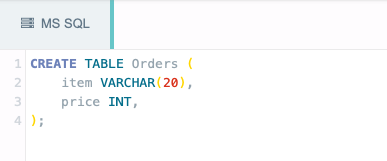 MS SQL
1 CREATE TABLE Orders (
2     item VARCHAR(20),
3     price INT,
4 );